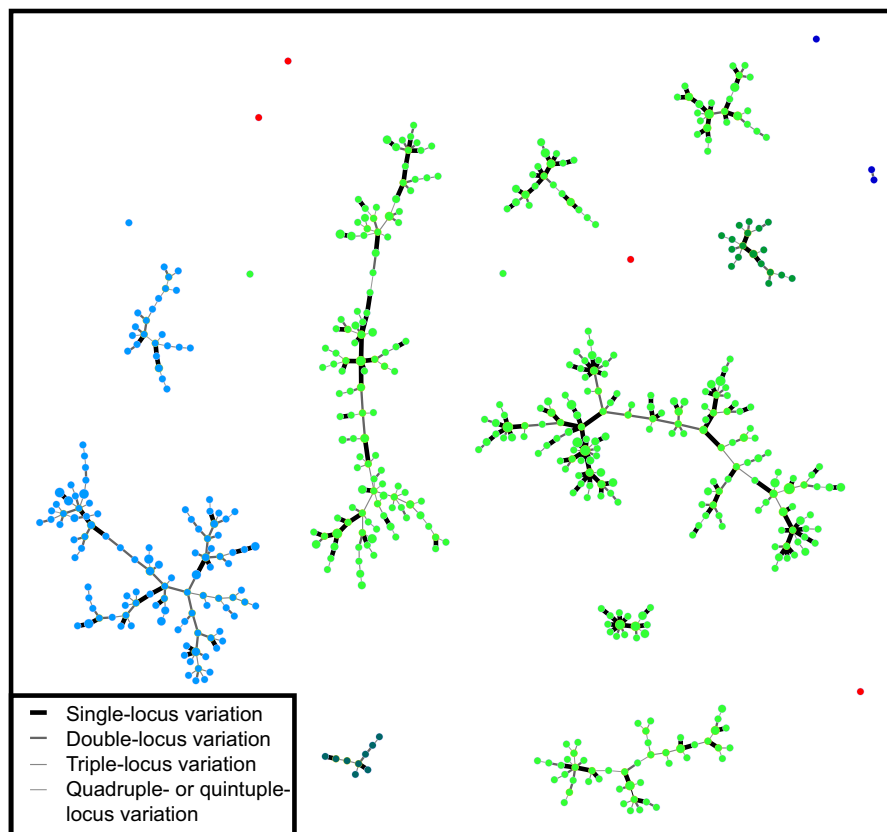 Single-locus variation
Double-locus variation
Triple-locus variation
Quadruple- or quintuple-
locus variation